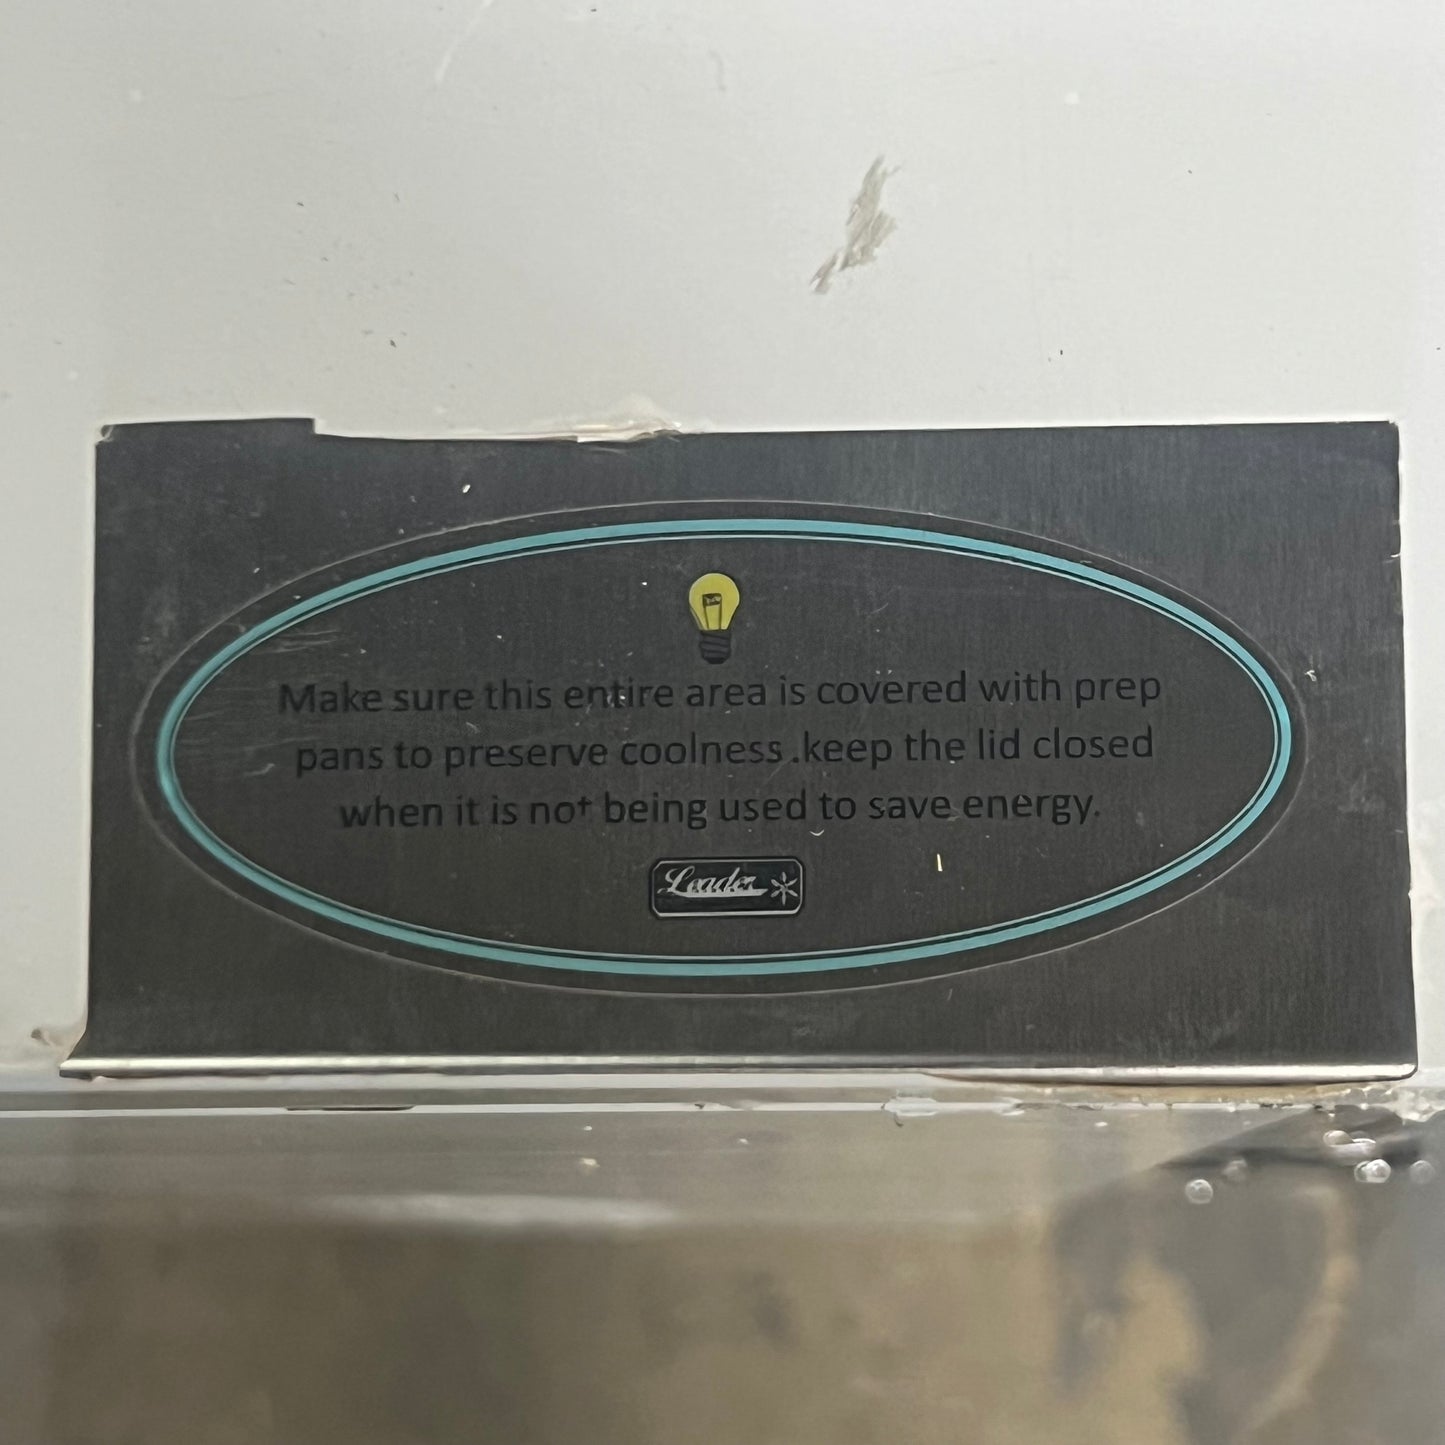 Make sure this entire area is covered with prep
pans to preserve coolness .keep the lid closed
when it is not being used to save energy.
Leader